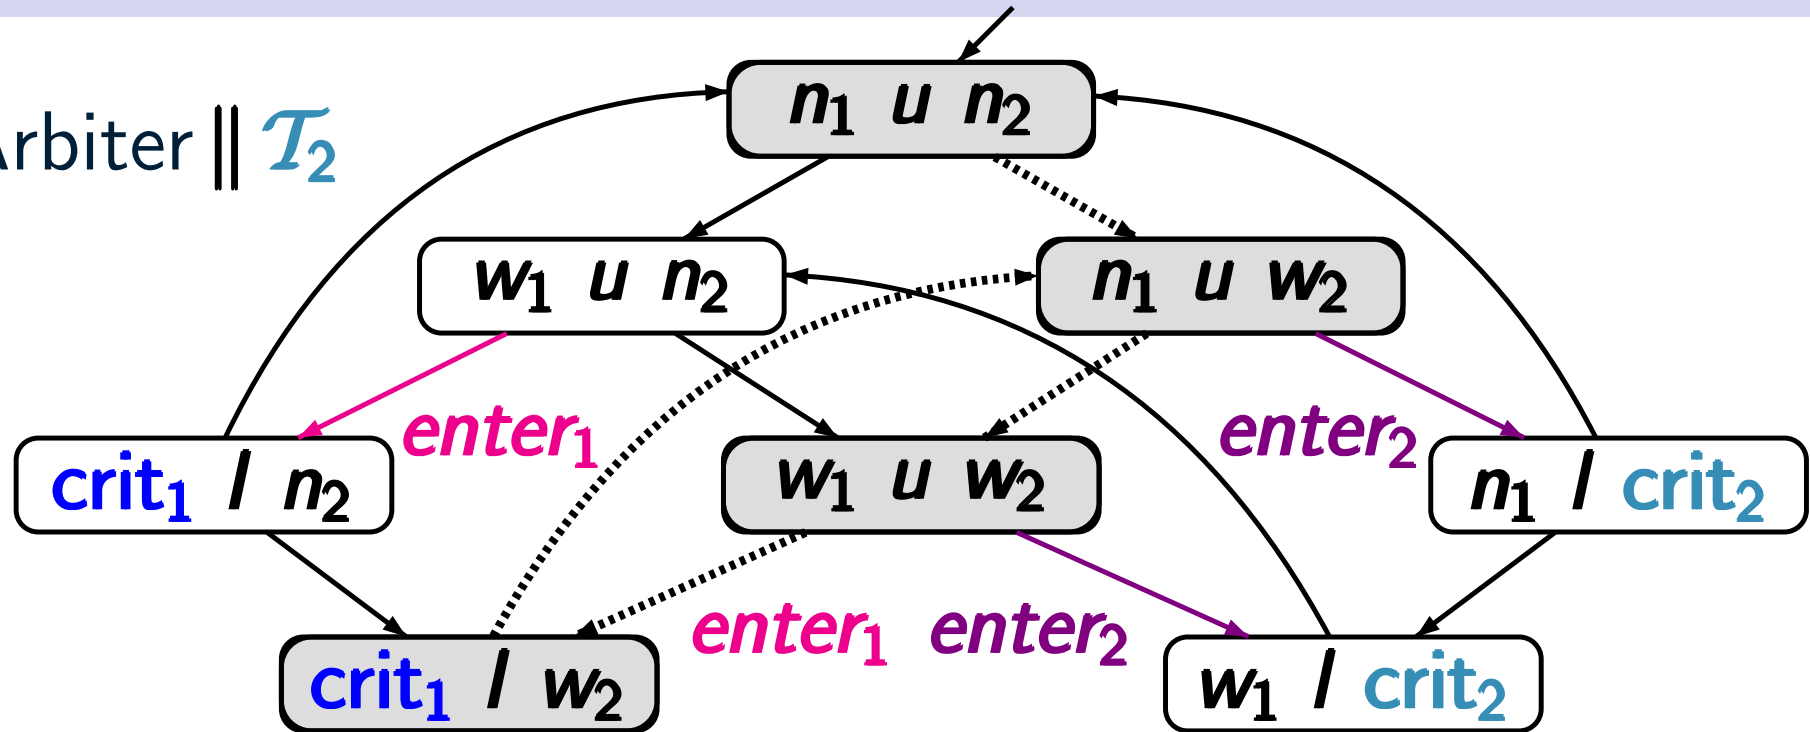 n₁ u n₂
rbiter ∥ 𝒯₂
w₁ u n₂
n₁ u w₂
enter₁
enter₂
crit₁ l n₂
w₁ u w₂
n₁ l crit₂
enter₁ enter₂
crit₁ l w₂
w₁ l crit₂